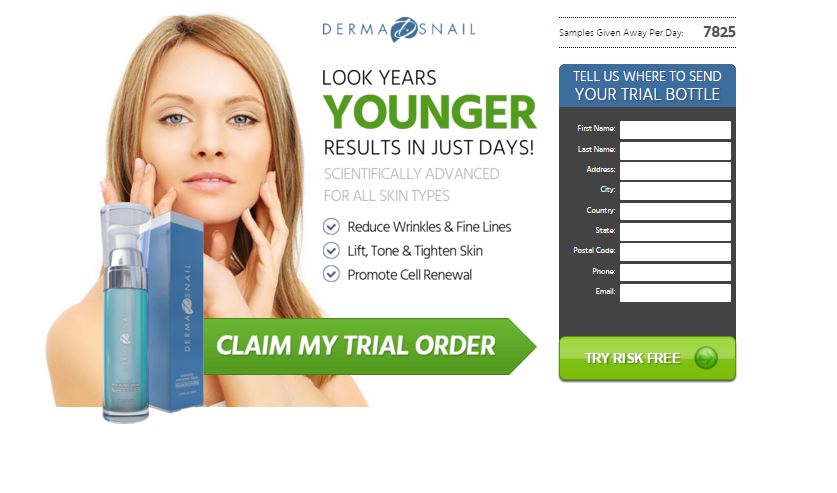 DERMA SNAIL
Samples Given Away Per Day: 7825
LOOK YEARS
YOUNGER
RESULTS IN JUST DAYS!
SCIENTIFICALLY ADVANCED
FOR ALL SKIN TYPES
Reduce Wrinkles & Fine Lines
Lift, Tone & Tighten Skin
Promote Cell Renewal
CLAIM MY TRIAL ORDER
TELL US WHERE TO SEND
YOUR TRIAL BOTTLE
First Name:
Last Name:
Address:
City:
Country:
State:
Postal Code:
Phone:
Email:
TRY RISK FREE
DERMA SNAIL
DERMA SNAIL